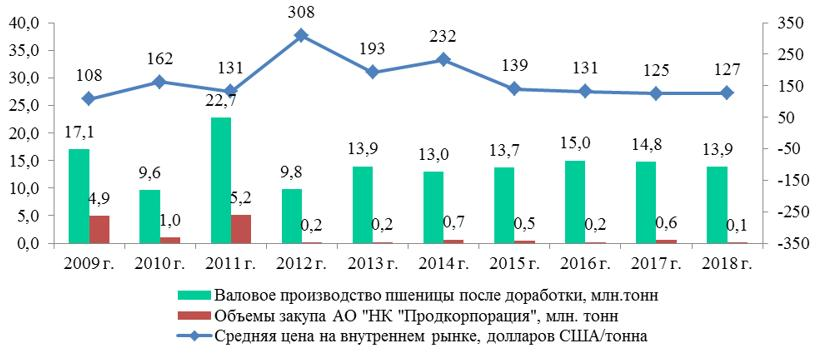 40,0 350
35,0 250
30,0 150
25,0 50
20,0 -50
15,0 -150
10,0 -250
5,0
0,0 -350
108 162 131 308 193 232 139 131 125 127
17,1 9,6 22,7 9,8 13,9 13,0 13,7 15,0 14,8 13,9
4,9 1,0 5,2 0,2 0,2 0,7 0,5 0,2 0,6 0,1
2009 г. 2010 г. 2011 г. 2012 г. 2013 г. 2014 г. 2015 г. 2016 г. 2017 г. 2018 г.
Валовое производство пшеницы после доработки, млн.тонн
Объемы закупа АО "НК "Продкорпорация", млн. тонн
Средняя цена на внутреннем рынке, долларов США/тонна